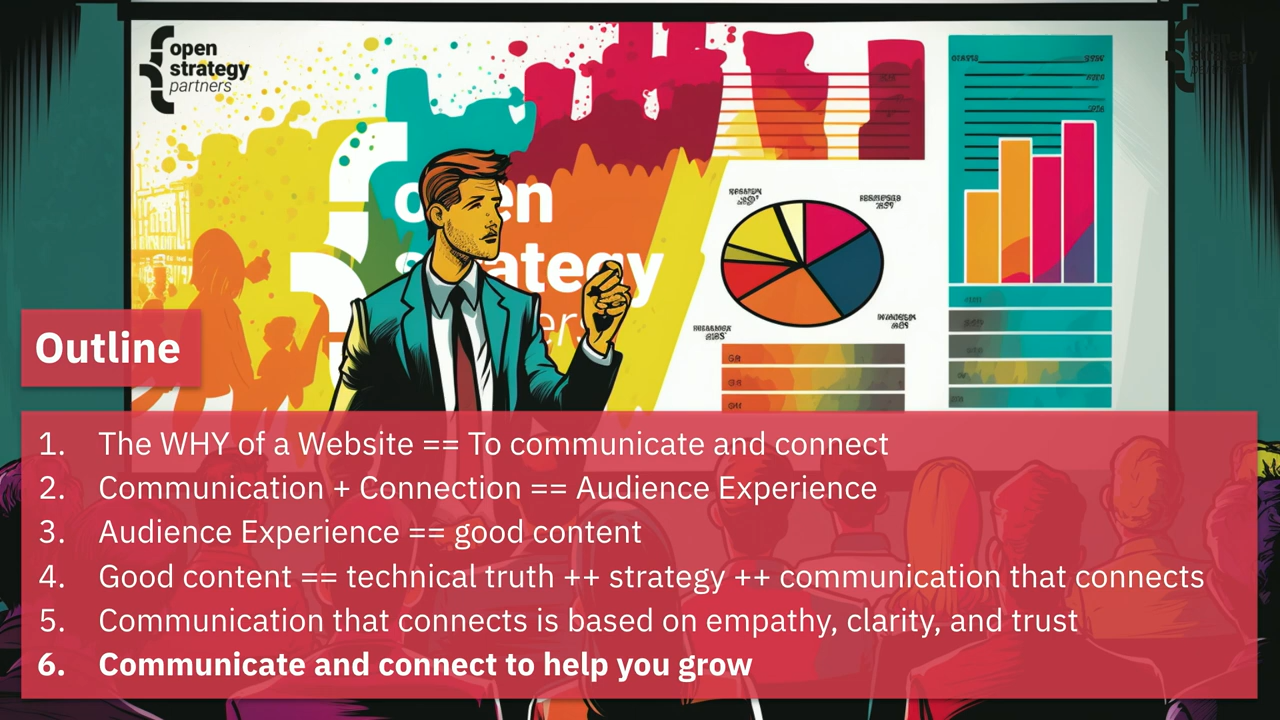 open
strategy
partners
open
strategy
Outline
1. The WHY of a Website == To communicate and connect
2. Communication + Connection == Audience Experience
3. Audience Experience == good content
4. Good content == technical truth ++ strategy ++ communication that connects
5. Communication that connects is based on empathy, clarity, and trust
6. Communicate and connect to help you grow